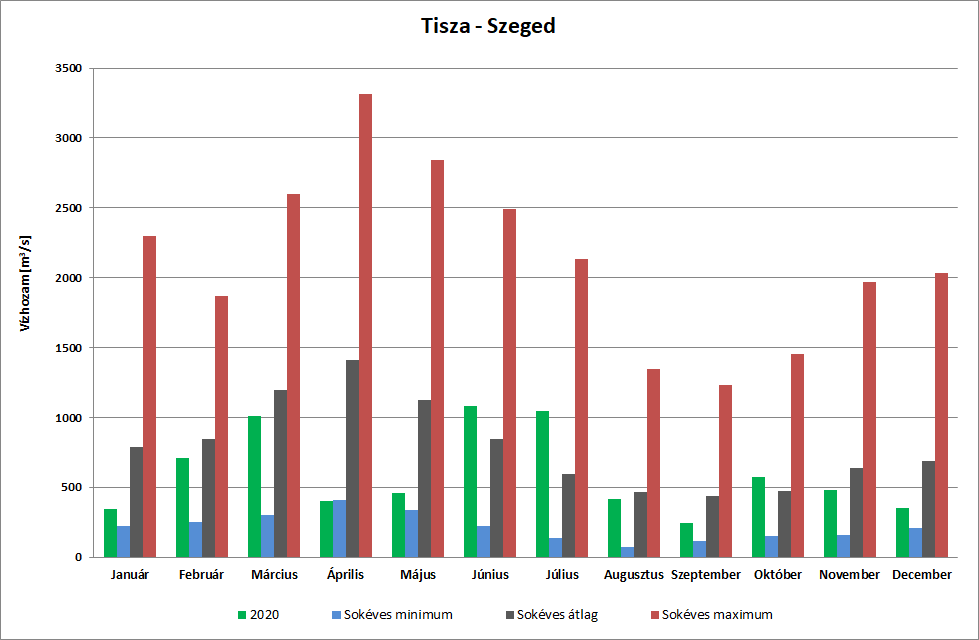 Tisza - Szeged
Vízhozam [m³/s]
3500
3000
2500
2000
1500
1000
500
0
Január Február Március Április Május Június Július Augusztus Szeptember Október November December
2020 Sokéves minimum Sokéves átlag Sokéves maximum